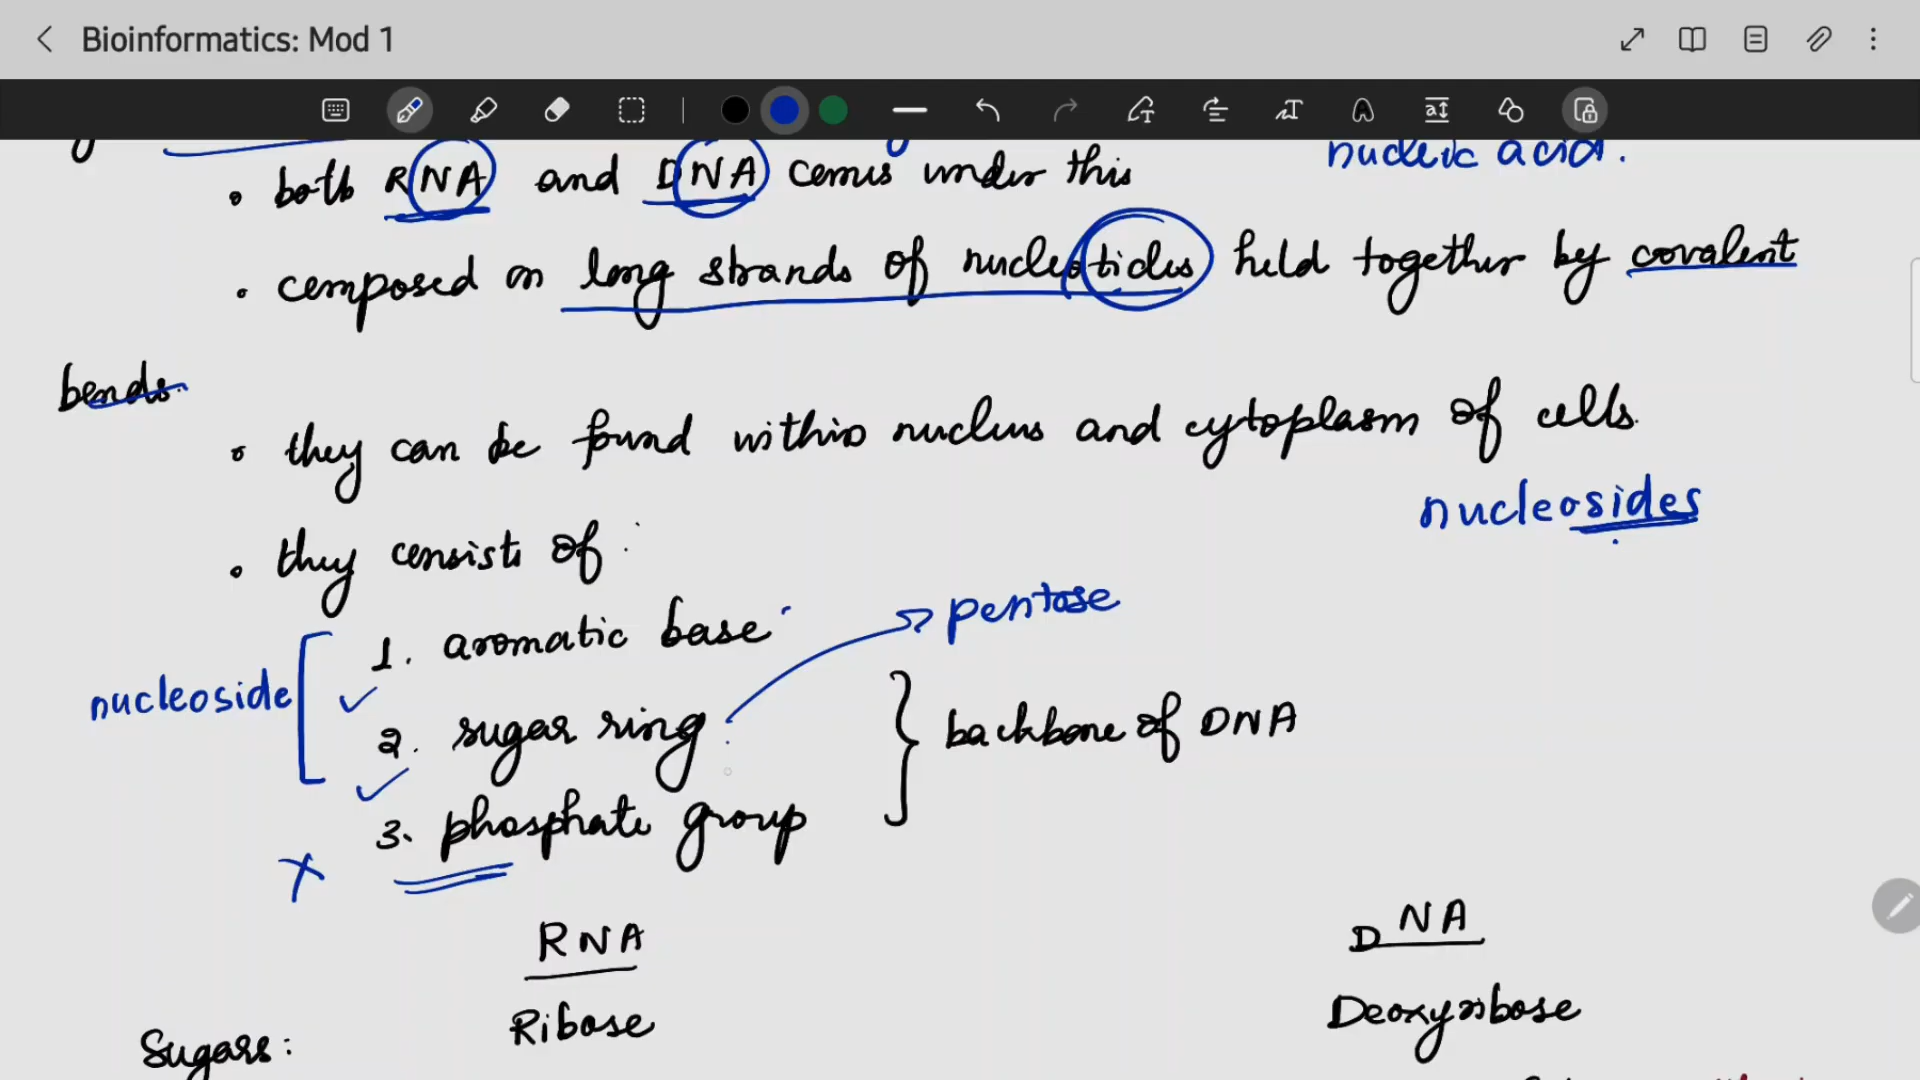 Bioinformatics: Mod 1
nucleic acid.
• both RNA and DNA comes under this
• composed on long strands of nucleotides held together by covalent
bonds.
• they can be found within nucleus and cytoplasm of cells.
nucleosides
• they consists of :
pentose
1. aromatic base
nucleoside
2. sugar ring
backbone of DNA
3. phosphate group
RNA DNA
Ribose Deoxyribose
Sugars: